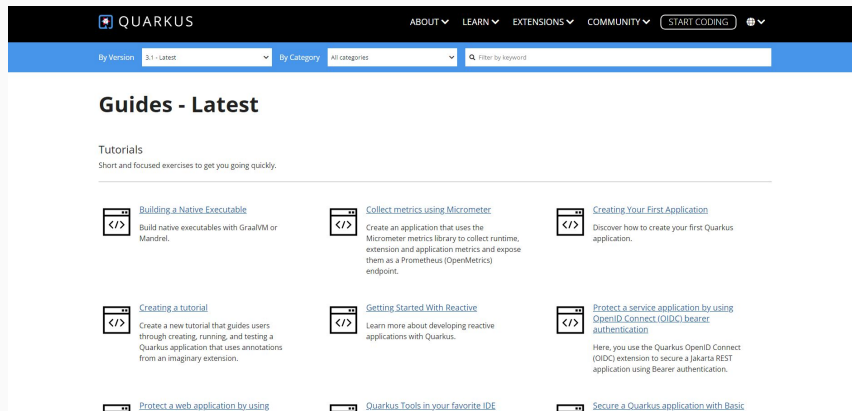 QUARKUS
ABOUT LEARN EXTENSIONS COMMUNITY START CODING
By Version 3.1 - Latest By Category All categories Filter by keyword
Guides - Latest
Tutorials
Short and focused exercises to get you going quickly.
Building a Native Executable
Build native executables with GraalVM or
Mandrel.
Collect metrics using Micrometer
Create an application that uses the
Micrometer metrics library to collect runtime,
extension and application metrics and expose
them as a Prometheus (OpenMetrics)
endpoint.
Creating Your First Application
Discover how to create your first Quarkus
application.
Creating a tutorial
Create a new tutorial that guides users
through creating, running, and testing a
Quarkus application that uses annotations
from an imaginary extension.
Getting Started With Reactive
Learn more about developing reactive
applications with Quarkus.
Protect a service application by using
OpenID Connect (OIDC) bearer
authentication
Here, you use the Quarkus OpenID Connect
(OIDC) extension to secure a Jakarta REST
application using Bearer authentication.
Protect a web application by using
Quarkus Tools in your favorite IDE
Secure a Quarkus application with Basic